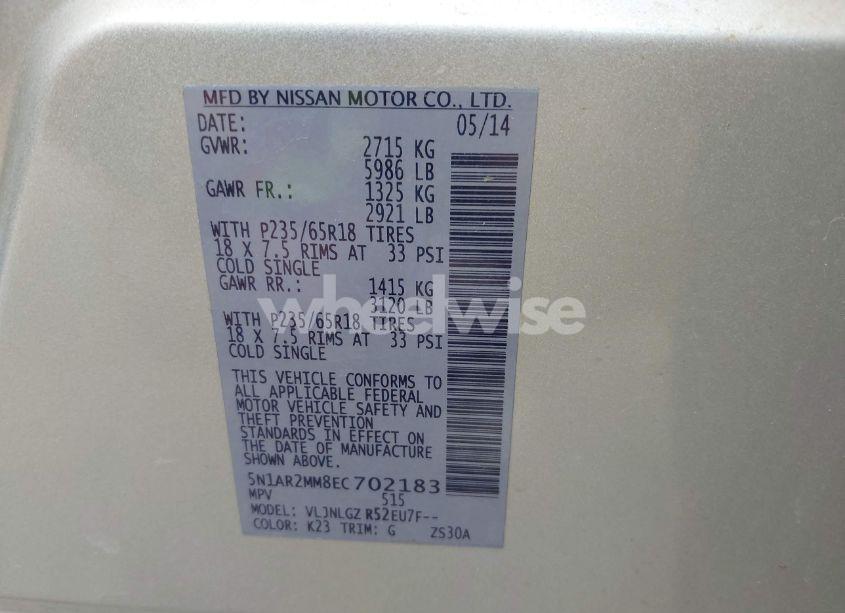 MFD BY NISSAN MOTOR CO., LTD.
DATE: 05/14
GVWR: 2715 KG
5986 LB
GAWR FR.: 1325 KG
2921 LB
WITH P235/65R18 TIRES
18 X 7.5 RIMS AT 33 PSI
COLD SINGLE
GAWR RR.: 1415 KG
3120 LB
WITH P235/65R18 TIRES
18 X 7.5 RIMS AT 33 PSI
COLD SINGLE
wheelwise
THIS VEHICLE CONFORMS TO
ALL APPLICABLE FEDERAL
MOTOR VEHICLE SAFETY AND
THEFT PREVENTION
STANDARDS IN EFFECT ON
THE DATE OF MANUFACTURE
SHOWN ABOVE.
5N1AR2MM8EC702183
MPV 515
MODEL: VLJNLGZ R52EU7F--
COLOR: K23 TRIM: G ZS30A